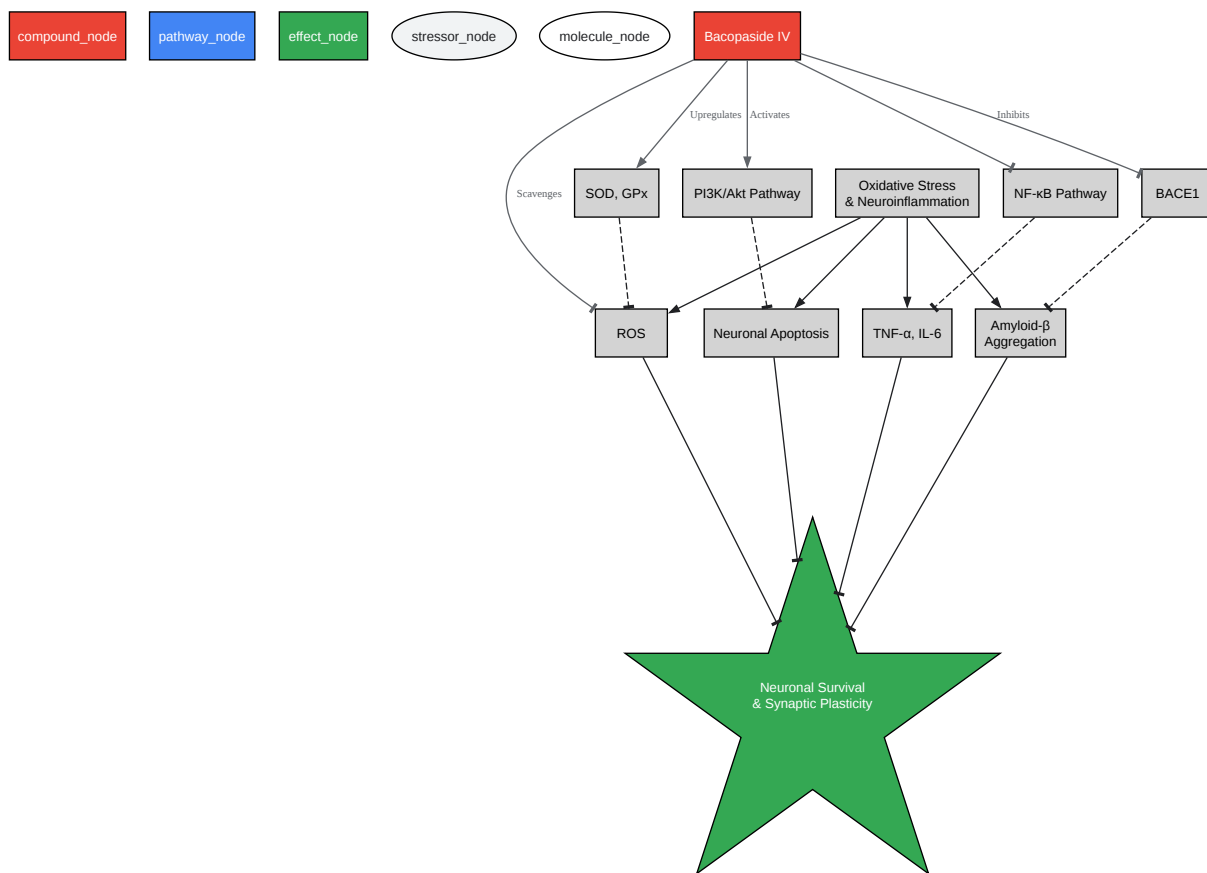 compound_node
pathway_node
effect_node
stressor_node
molecule_node
Bacopaside IV
Upregulates
Activates
Inhibits
Scavenges
SOD, GPx
PI3K/Akt Pathway
Oxidative Stress
& Neuroinflammation
NF-κB Pathway
BACE1
ROS
Neuronal Apoptosis
TNF-α, IL-6
Amyloid-β
Aggregation
Neuronal Survival
& Synaptic Plasticity